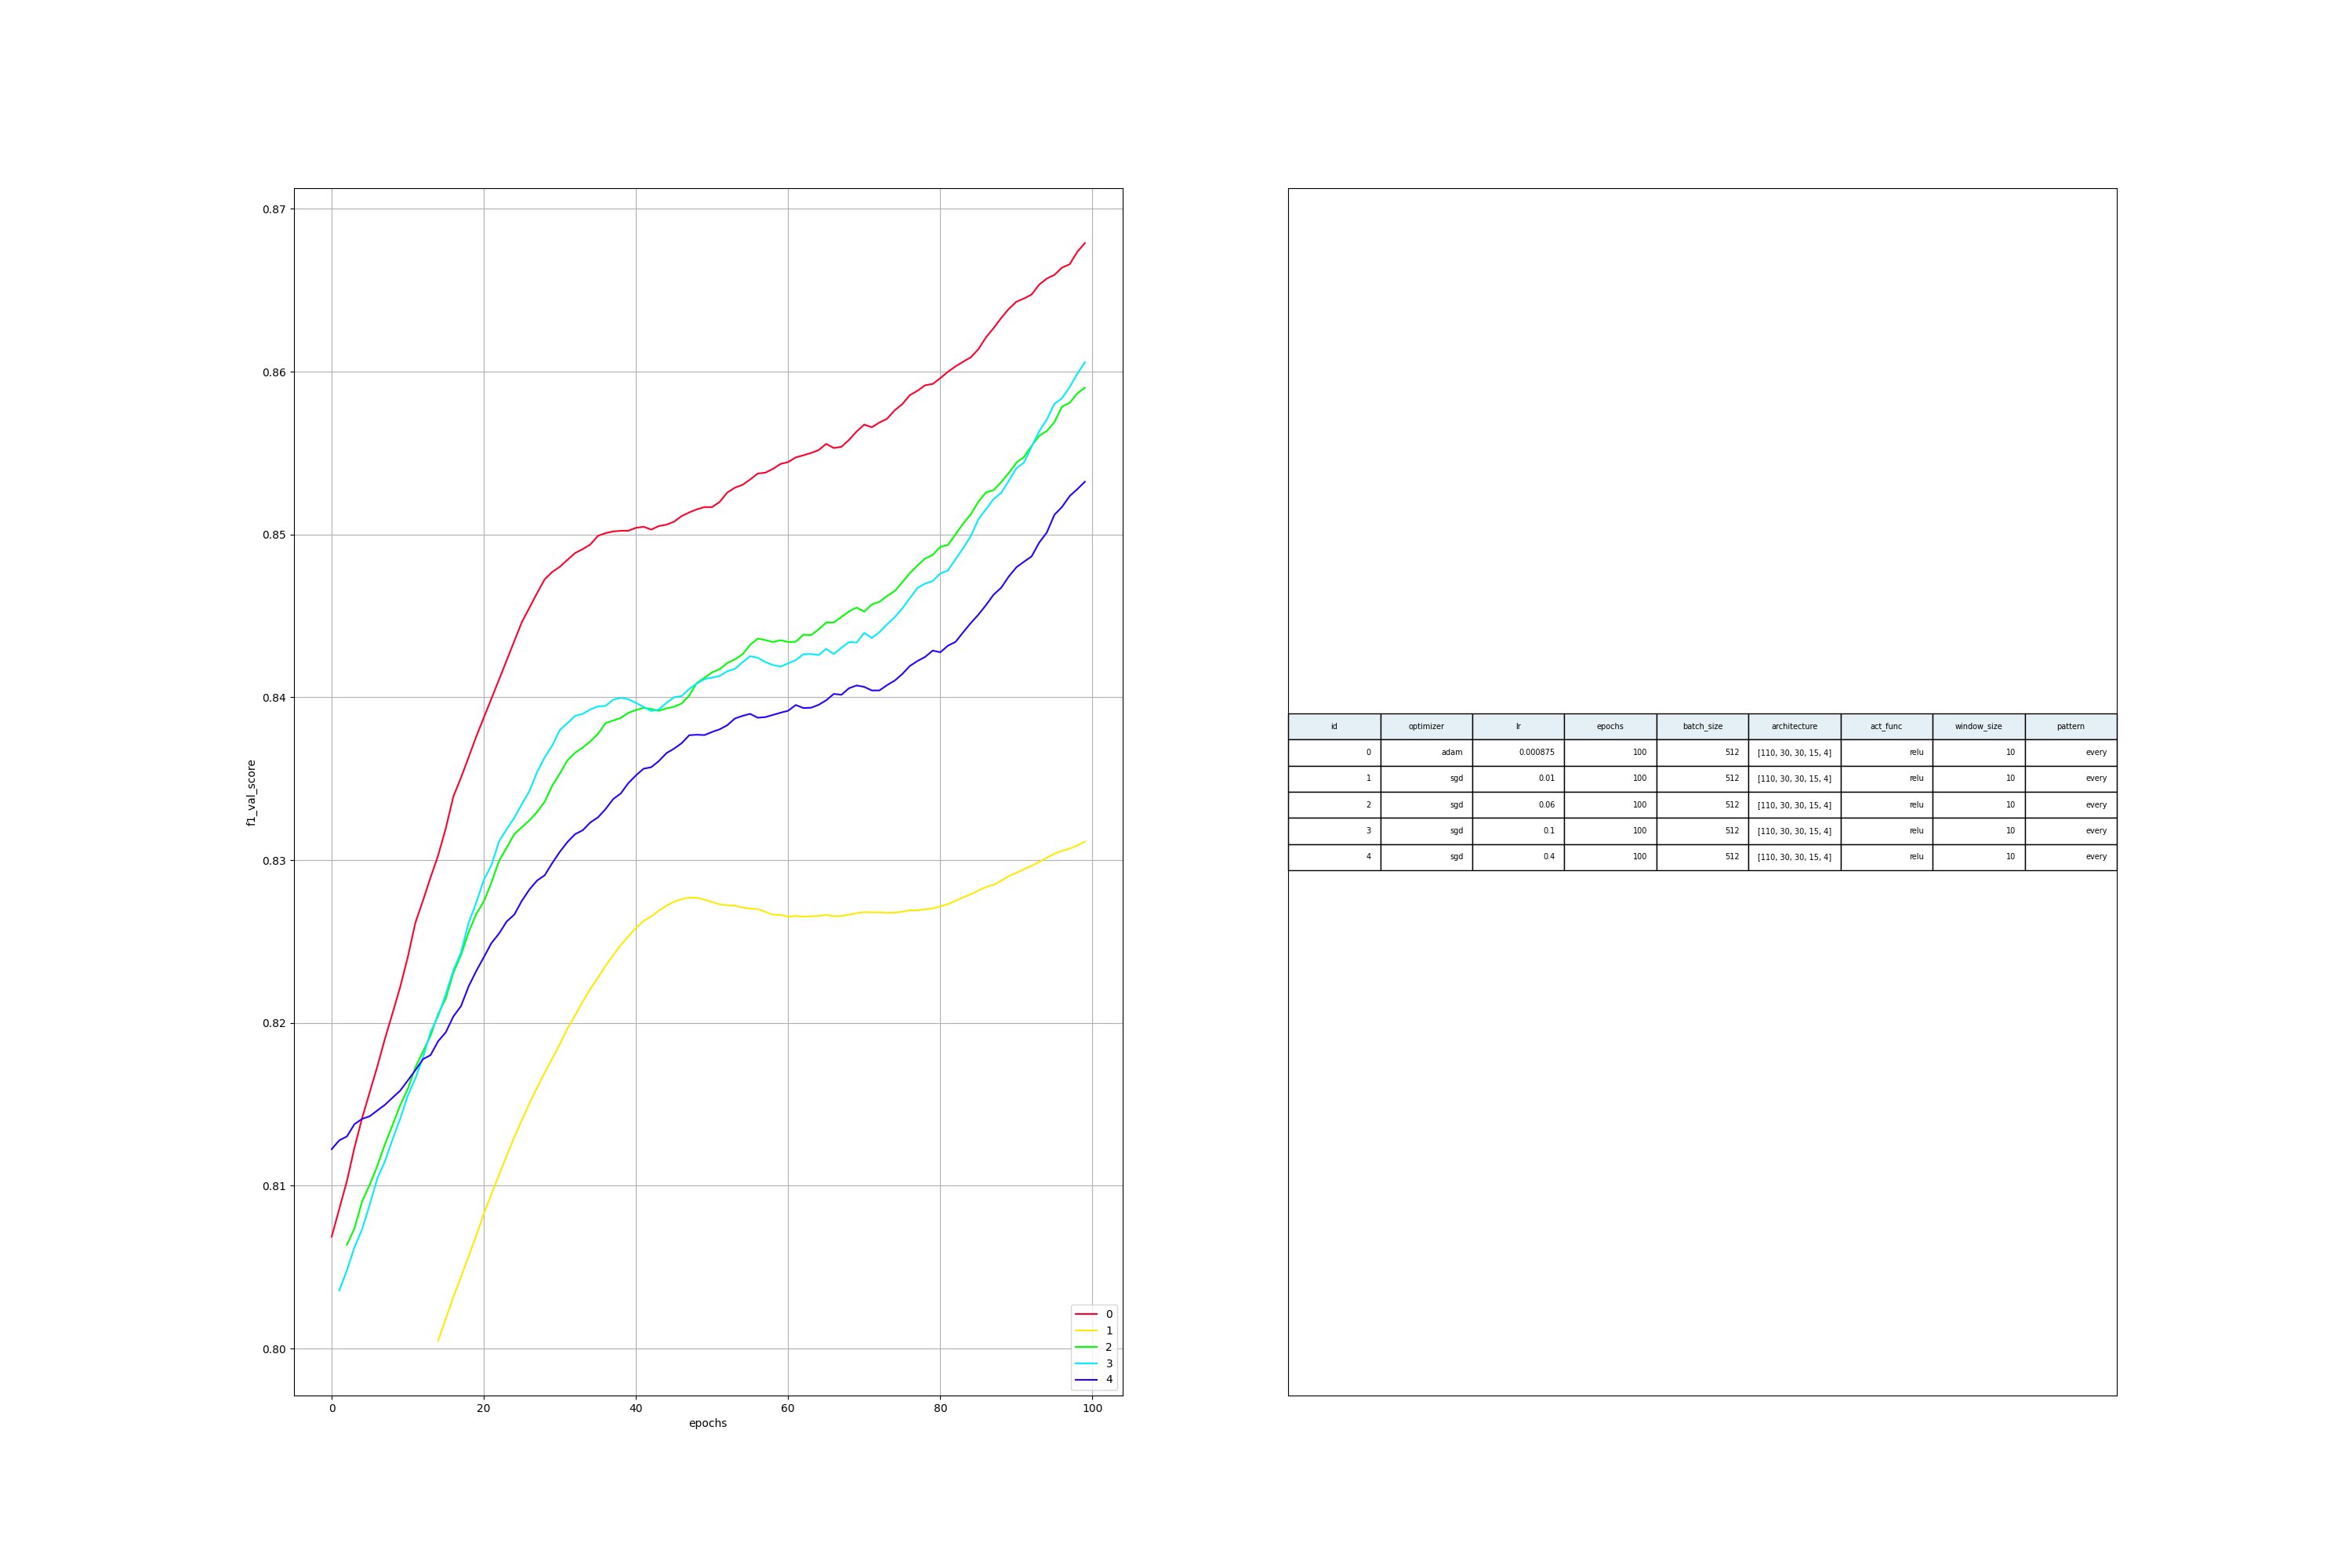 0.87
0.86
0.85
0.84
0.83
0.82
0.81
0.80
f1_val_score
0 20 40 60 80 100
epochs
0
1
2
3
4
id optimizer lr epochs batch_size architecture act_func window_size pattern
0 adam 0.000875 100 512 [110, 30, 30, 15, 4] relu 10 every
1 sgd 0.01 100 512 [110, 30, 30, 15, 4] relu 10 every
2 sgd 0.06 100 512 [110, 30, 30, 15, 4] relu 10 every
3 sgd 0.1 100 512 [110, 30, 30, 15, 4] relu 10 every
4 sgd 0.4 100 512 [110, 30, 30, 15, 4] relu 10 every